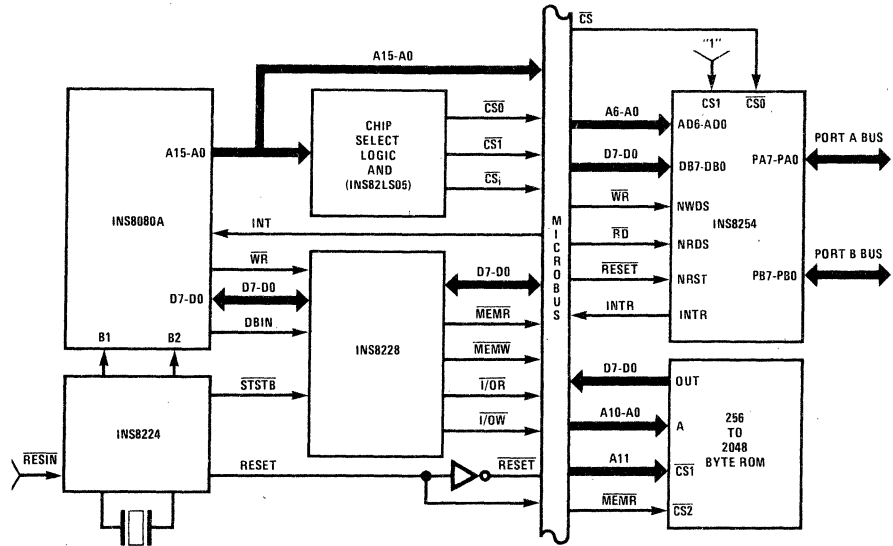 CS
"1"
A15-A0
CS1 CS0
CHIP
SELECT
LOGIC
AND
(INS82LS05)
CS0
CS1
CSi
A15-A0
INS8080A
INT
WR
D7-D0
D7-D0
DBIN
B1 B2
INS8228
D7-D0
MEMR
MEMW
I/OR
I/OW
STSTB
INS8224
RESIN
RESET
RESET
MICROBUS
A6-A0
AD6-AD0
D7-D0
DB7-DB0
WR
NWDS
INS8254
RD
NRDS
RESET
NRST
INTR
INTR
PA7-PA0
PORT A BUS
PB7-PB0
PORT B BUS
D7-D0
OUT
A10-A0
A
256
TO
2048
BYTE ROM
A11
CS1
MEMR
CS2